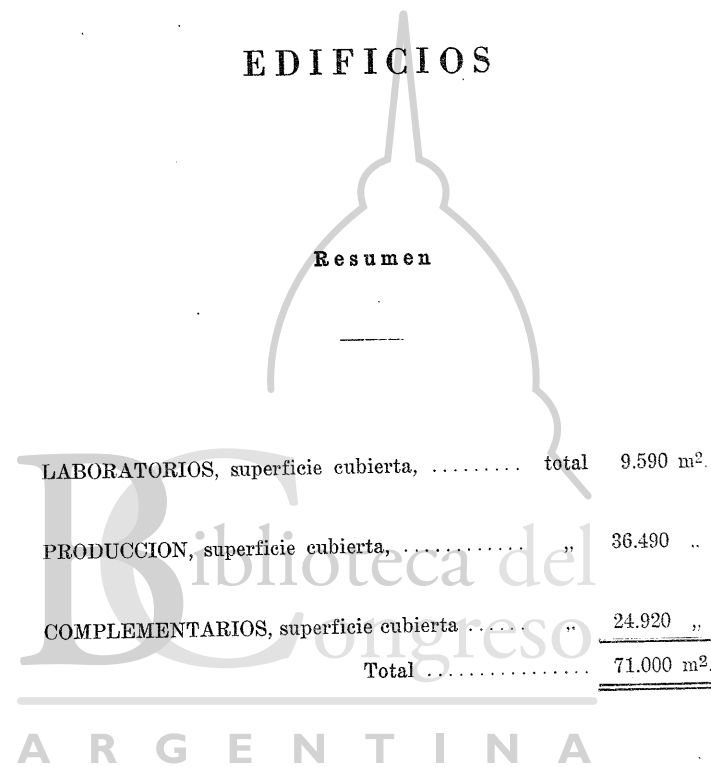 EDIFICIOS
Resumen
LABORATORIOS, superficie cubierta, ......... total 9.590 m².
PRODUCCION, superficie cubierta, ............ „ 36.490 „
COMPLEMENTARIOS, superficie cubierta ...... „ 24.920 „
Total ................ 71.000 m².
Biblioteca del
Congreso
ARGENTINA